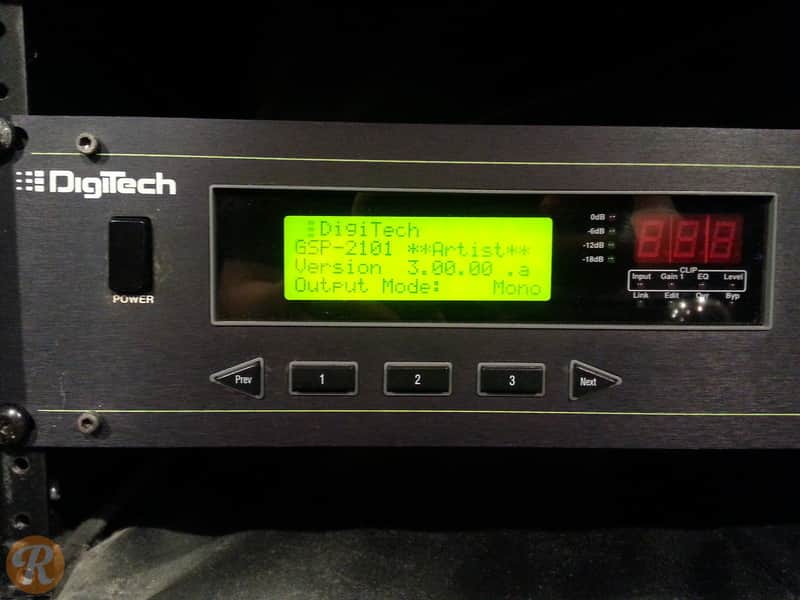 DigiTech
POWER
DigiTech
GSP-2101 **Artist**
Version 3.00.00 .a
Output Mode: Mono
0dB
-6dB
-12dB
-18dB
888
CLIP
Input Gain 1 EQ Level
Link Edit Byp
Prev 1 2 3 Next
R